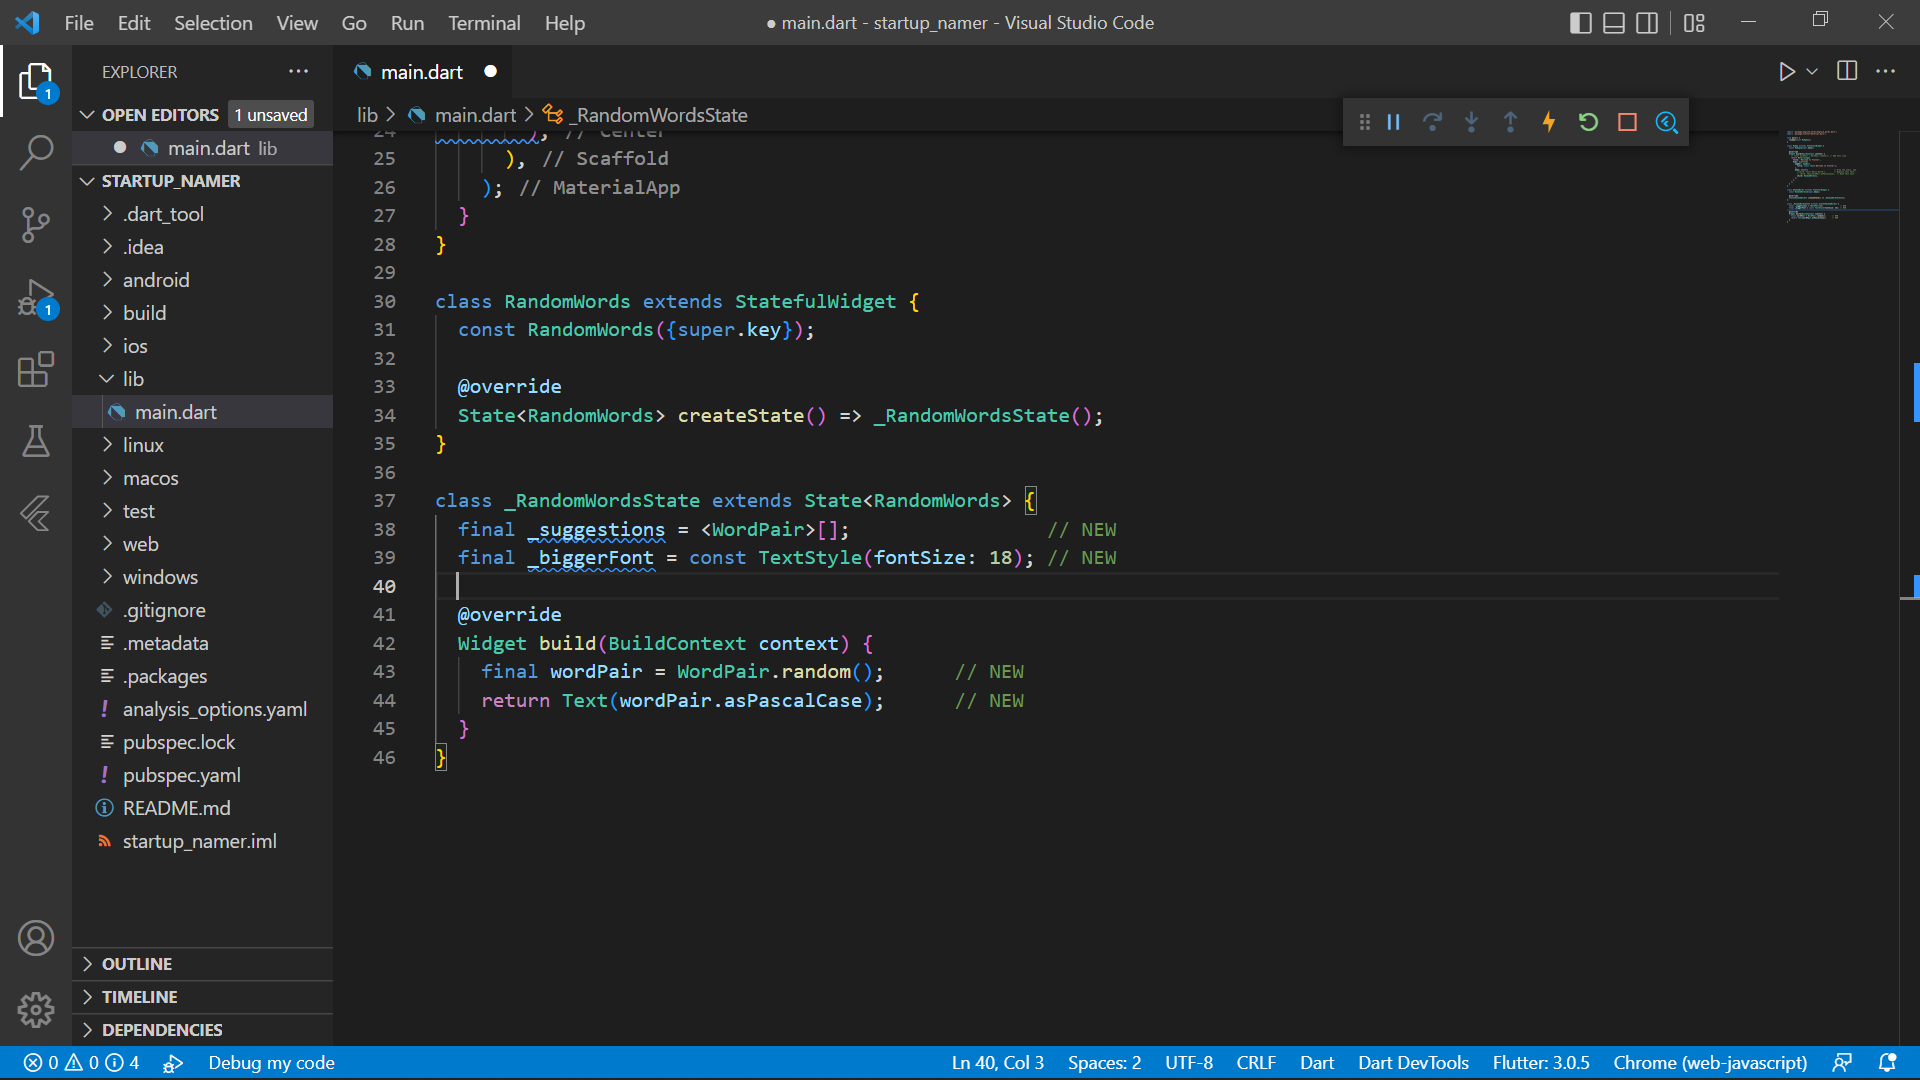 File Edit Selection View Go Run Terminal Help
● main.dart - startup_namer - Visual Studio Code
EXPLORER
OPEN EDITORS 1 unsaved
main.dart lib
STARTUP_NAMER
.dart_tool
.idea
android
build
ios
lib
main.dart
linux
macos
test
web
windows
.gitignore
.metadata
.packages
analysis_options.yaml
pubspec.lock
pubspec.yaml
README.md
startup_namer.iml
OUTLINE
TIMELINE
DEPENDENCIES
1
1
main.dart
lib > main.dart > _RandomWordsState
24 ), // Center
25 ), // Scaffold
26 ); // MaterialApp
27 }
28 }
29
30 class RandomWords extends StatefulWidget {
31 const RandomWords({super.key});
32
33 @override
34 State<RandomWords> createState() => _RandomWordsState();
35 }
36
37 class _RandomWordsState extends State<RandomWords> {
38 final _suggestions = <WordPair>[]; // NEW
39 final _biggerFont = const TextStyle(fontSize: 18); // NEW
40
41 @override
42 Widget build(BuildContext context) {
43 final wordPair = WordPair.random(); // NEW
44 return Text(wordPair.asPascalCase); // NEW
45 }
46 }
0 0 4 Debug my code Ln 40, Col 3 Spaces: 2 UTF-8 CRLF Dart Dart DevTools Flutter: 3.0.5 Chrome (web-javascript)